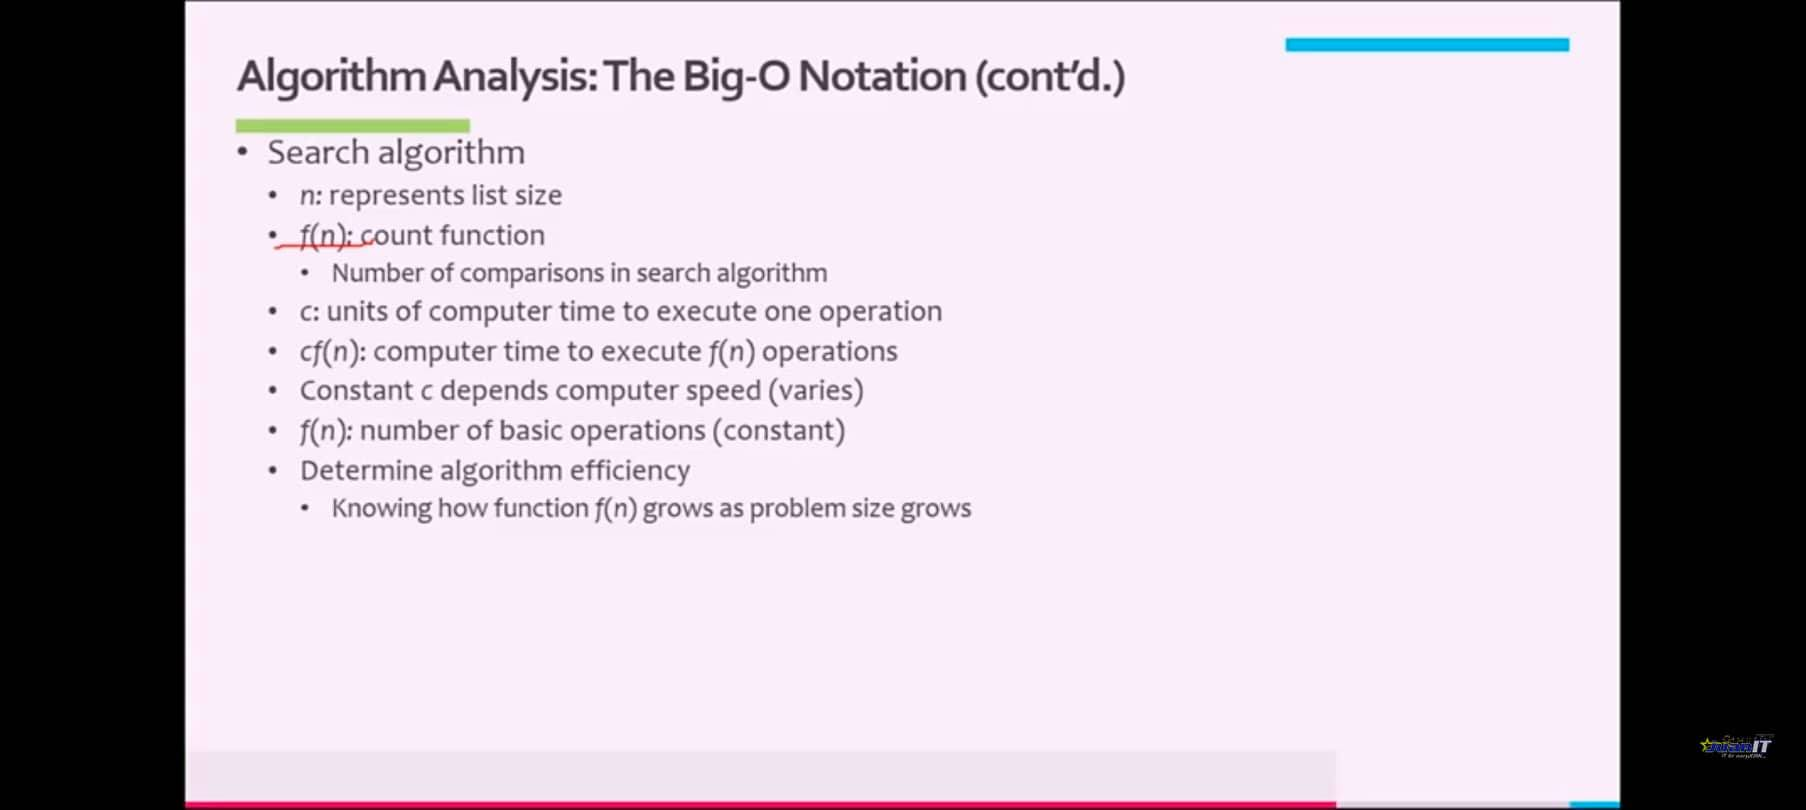 Algorithm Analysis: The Big-O Notation (cont'd.)
• Search algorithm
• n: represents list size
• f(n): count function
• Number of comparisons in search algorithm
• c: units of computer time to execute one operation
• cf(n): computer time to execute f(n) operations
• Constant c depends computer speed (varies)
• f(n): number of basic operations (constant)
• Determine algorithm efficiency
• Knowing how function f(n) grows as problem size grows
JuanIT